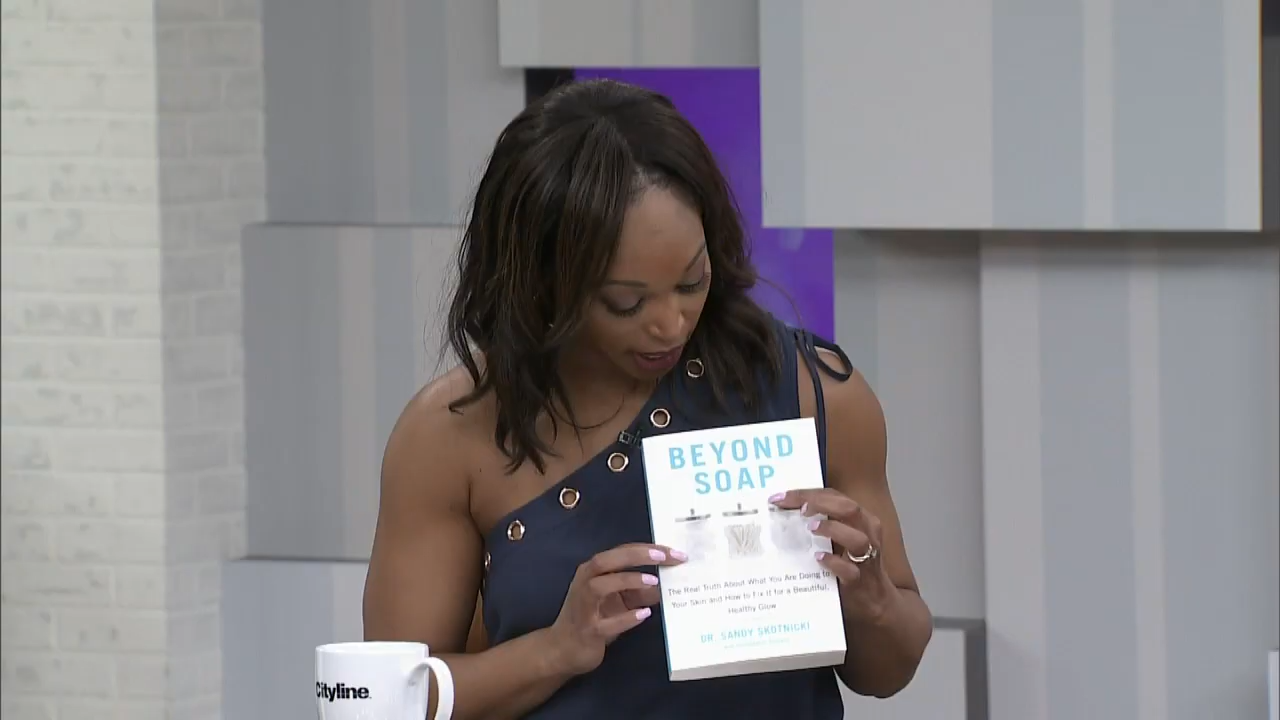 BEYOND
SOAP
The Real Truth About What You Are Doing to
Your Skin and How to Fix it for a Beautiful,
Healthy Glow
DR. SANDY SKOTNICKI
Cityline.